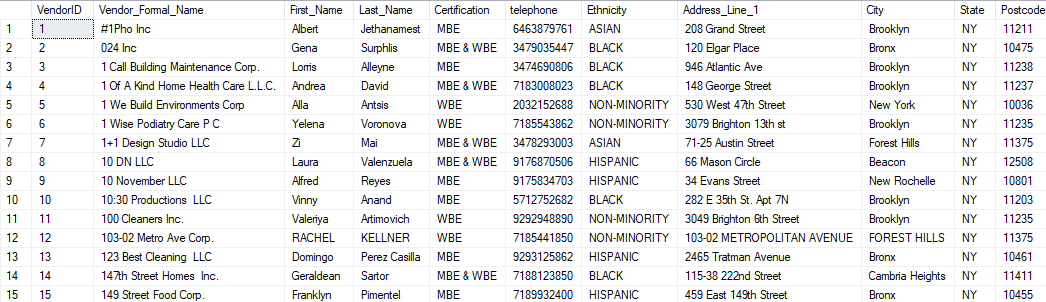 VendorID Vendor_Formal_Name First_Name Last_Name Certification telephone Ethnicity Address_Line_1 City State Postcode
1 1 #1Pho Inc Albert Jethanamest MBE 6463879761 ASIAN 208 Grand Street Brooklyn NY 11211
2 2 024 Inc Gena Surphlis MBE & WBE 3479035447 BLACK 120 Elgar Place Bronx NY 10475
3 3 1 Call Building Maintenance Corp. Lorris Alleyne MBE 3474690806 BLACK 946 Atlantic Ave Brooklyn NY 11238
4 4 1 Of A Kind Home Health Care L.L.C. Andrea David MBE & WBE 7183008023 BLACK 148 George Street Brooklyn NY 11237
5 5 1 We Build Environments Corp Alla Antsis WBE 2032152688 NON-MINORITY 530 West 47th Street New York NY 10036
6 6 1 Wise Podiatry Care P C Yelena Voronova WBE 7185543862 NON-MINORITY 3079 Brighton 13th st Brooklyn NY 11235
7 7 1+1 Design Studio LLC Zi Mai MBE & WBE 3478293003 ASIAN 71-25 Austin Street Forest Hills NY 11375
8 8 10 DN LLC Laura Valenzuela MBE & WBE 9176870506 HISPANIC 66 Mason Circle Beacon NY 12508
9 9 10 November LLC Alfred Reyes MBE 9175834703 HISPANIC 34 Evans Street New Rochelle NY 10801
10 10 10:30 Productions LLC Vinny Anand MBE 5712752682 BLACK 282 E 35th St. Apt 7N Brooklyn NY 11203
11 11 100 Cleaners Inc. Valeriya Artimovich WBE 9292948890 NON-MINORITY 3049 Brighton 6th Street Brooklyn NY 11235
12 12 103-02 Metro Ave Corp. RACHEL KELLNER WBE 7185441850 NON-MINORITY 103-02 METROPOLITAN AVENUE FOREST HILLS NY 11375
13 13 123 Best Cleaning LLC Domingo Perez Casilla MBE 9293125862 HISPANIC 2465 Tratman Avenue Bronx NY 10461
14 14 147th Street Homes Inc. Geraldean Sartor MBE & WBE 7188123850 BLACK 115-38 222nd Street Cambria Heights NY 11411
15 15 149 Street Food Corp. Franklyn Pimentel MBE 7189932400 HISPANIC 459 East 149th Street Bronx NY 10455